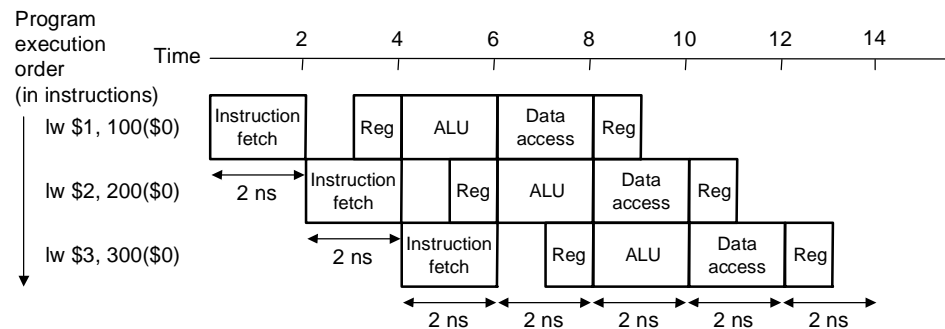 Program
execution
order
(in instructions)
Time
2 4 6 8 10 12 14
lw $1, 100($0)
Instruction
fetch
Reg
ALU
Data
access
Reg
2 ns
lw $2, 200($0)
Instruction
fetch
Reg
ALU
Data
access
Reg
2 ns
lw $3, 300($0)
Instruction
fetch
Reg
ALU
Data
access
Reg
2 ns 2 ns 2 ns 2 ns 2 ns